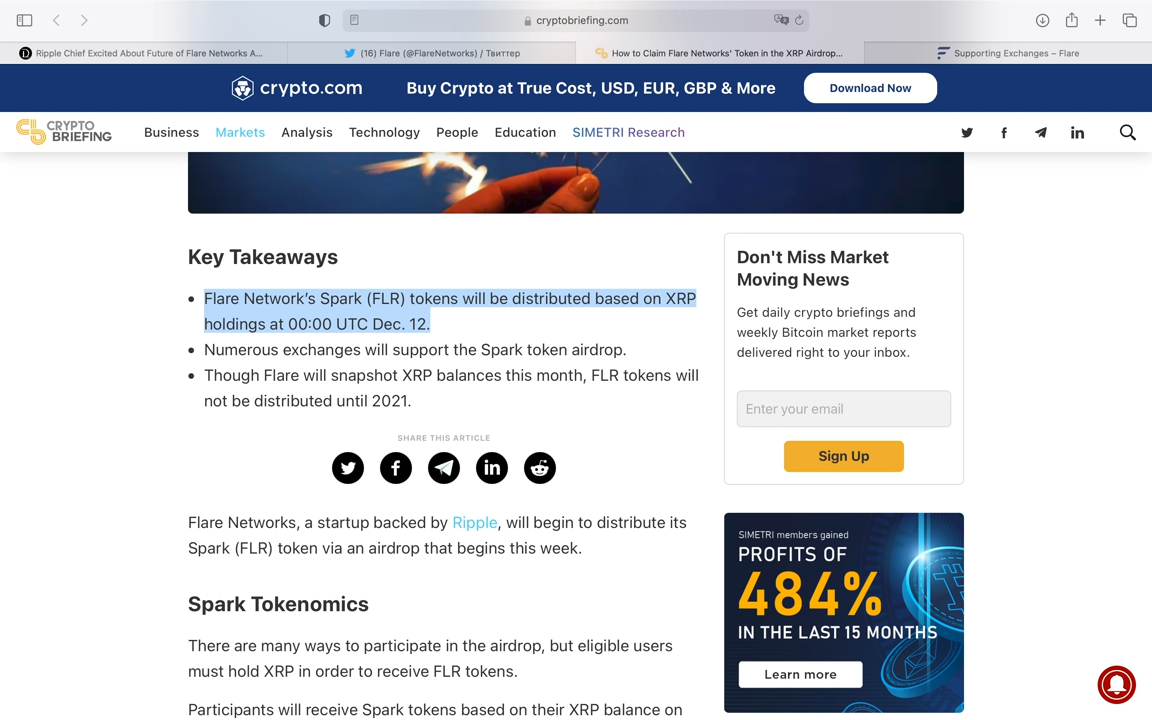 cryptobriefing.com
Ripple Chief Excited About Future of Flare Networks A...
(16) Flare (@FlareNetworks) / Твиттер
How to Claim Flare Networks' Token in the XRP Airdrop...
Supporting Exchanges – Flare
crypto.com
Buy Crypto at True Cost, USD, EUR, GBP & More
Download Now
CRYPTO
BRIEFING
Business
Markets
Analysis
Technology
People
Education
SIMETRI Research
Key Takeaways
Flare Network's Spark (FLR) tokens will be distributed based on XRP
holdings at 00:00 UTC Dec. 12.
Numerous exchanges will support the Spark token airdrop.
Though Flare will snapshot XRP balances this month, FLR tokens will
not be distributed until 2021.
SHARE THIS ARTICLE
Flare Networks, a startup backed by Ripple, will begin to distribute its
Spark (FLR) token via an airdrop that begins this week.
Spark Tokenomics
There are many ways to participate in the airdrop, but eligible users
must hold XRP in order to receive FLR tokens.
Participants will receive Spark tokens based on their XRP balance on
Don't Miss Market
Moving News
Get daily crypto briefings and
weekly Bitcoin market reports
delivered right to your inbox.
Enter your email
Sign Up
SIMETRI members gained
PROFITS OF
484%
IN THE LAST 15 MONTHS
Learn more